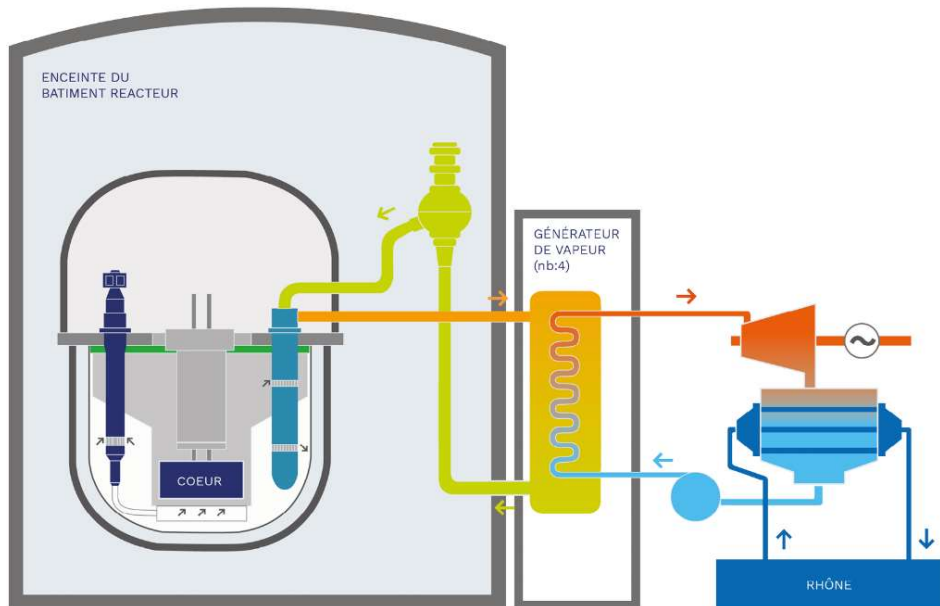 ENCEINTE DU
BATIMENT REACTEUR
GÉNÉRATEUR
DE VAPEUR
(nb:4)
COEUR
RHÔNE